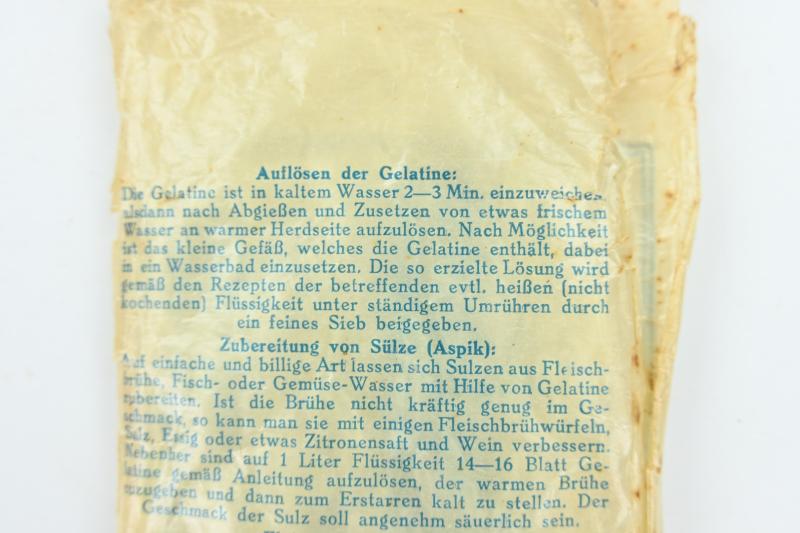 Auflösen der Gelatine:
Die Gelatine ist in kaltem Wasser 2—3 Min. einzuweichen,
alsdann nach Abgießen und Zusetzen von etwas frischem
Wasser an warmer Herdseite aufzulösen. Nach Möglichkeit
ist das kleine Gefäß, welches die Gelatine enthält, dabei
in ein Wasserbad einzusetzen. Die so erzielte Lösung wird
gemäß den Rezepten der betreffenden evtl. heißen (nicht
kochenden) Flüssigkeit unter ständigem Umrühren durch
ein feines Sieb beigegeben.
Zubereitung von Sülze (Aspik):
Auf einfache und billige Art lassen sich Sulzen aus Fleisch-
brühe, Fisch- oder Gemüse-Wasser mit Hilfe von Gelatine
zubereiten. Ist die Brühe nicht kräftig genug im Ge-
schmack, so kann man sie mit einigen Fleischbrühwürfeln,
Salz, Essig oder etwas Zitronensaft und Wein verbessern.
Nebenher sind auf 1 Liter Flüssigkeit 14—16 Blatt Ge-
latine gemäß Anleitung aufzulösen, der warmen Brühe
zuzugeben und dann zum Erstarren kalt zu stellen. Der
Geschmack der Sulz soll angenehm säuerlich sein.